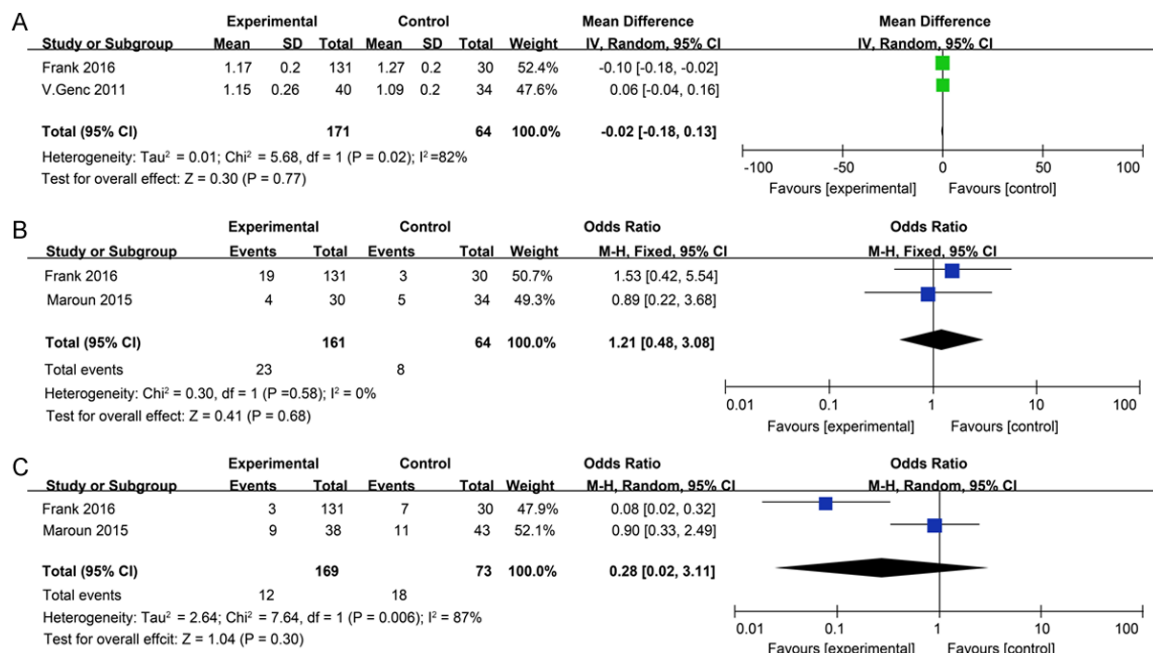 A
Experimental Control Mean Difference Mean Difference
Study or Subgroup Mean SD Total Mean SD Total Weight IV, Random, 95% CI IV, Random, 95% CI
Frank 2016 1.17 0.2 131 1.27 0.2 30 52.4% -0.10 [-0.18, -0.02]
V.Genc 2011 1.15 0.26 40 1.09 0.2 34 47.6% 0.06 [-0.04, 0.16]
Total (95% CI) 171 64 100.0% -0.02 [-0.18, 0.13]
Heterogeneity: Tau² = 0.01; Chi² = 5.68, df = 1 (P = 0.02); I² =82%
Test for overall effect: Z = 0.30 (P = 0.77)
-100 -50 0 50 100
Favours [experimental] Favours [control]
B
Experimental Control Odds Ratio Odds Ratio
Study or Subgroup Events Total Events Total Weight M-H, Fixed, 95% CI M-H, Fixed, 95% CI
Frank 2016 19 131 3 30 50.7% 1.53 [0.42, 5.54]
Maroun 2015 4 30 5 34 49.3% 0.89 [0.22, 3.68]
Total (95% CI) 161 64 100.0% 1.21 [0.48, 3.08]
Total events 23 8
Heterogeneity: Chi² = 0.30, df = 1 (P =0.58); I² = 0%
Test for overall effect: Z = 0.41 (P = 0.68)
0.01 0.1 1 10 100
Favours [experimental] Favours [control]
C
Experimental Control Odds Ratio Odds Ratio
Study or Subgroup Events Total Events Total Weight M-H, Random, 95% CI M-H, Random, 95% CI
Frank 2016 3 131 7 30 47.9% 0.08 [0.02, 0.32]
Maroun 2015 9 38 11 43 52.1% 0.90 [0.33, 2.49]
Total (95% CI) 169 73 100.0% 0.28 [0.02, 3.11]
Total events 12 18
Heterogeneity: Tau² = 2.64; Chi² = 7.64, df = 1 (P = 0.006); I² = 87%
Test for overall effcit: Z = 1.04 (P = 0.30)
0.01 0.1 1 10 100
Favours [experimental] Favours [control]